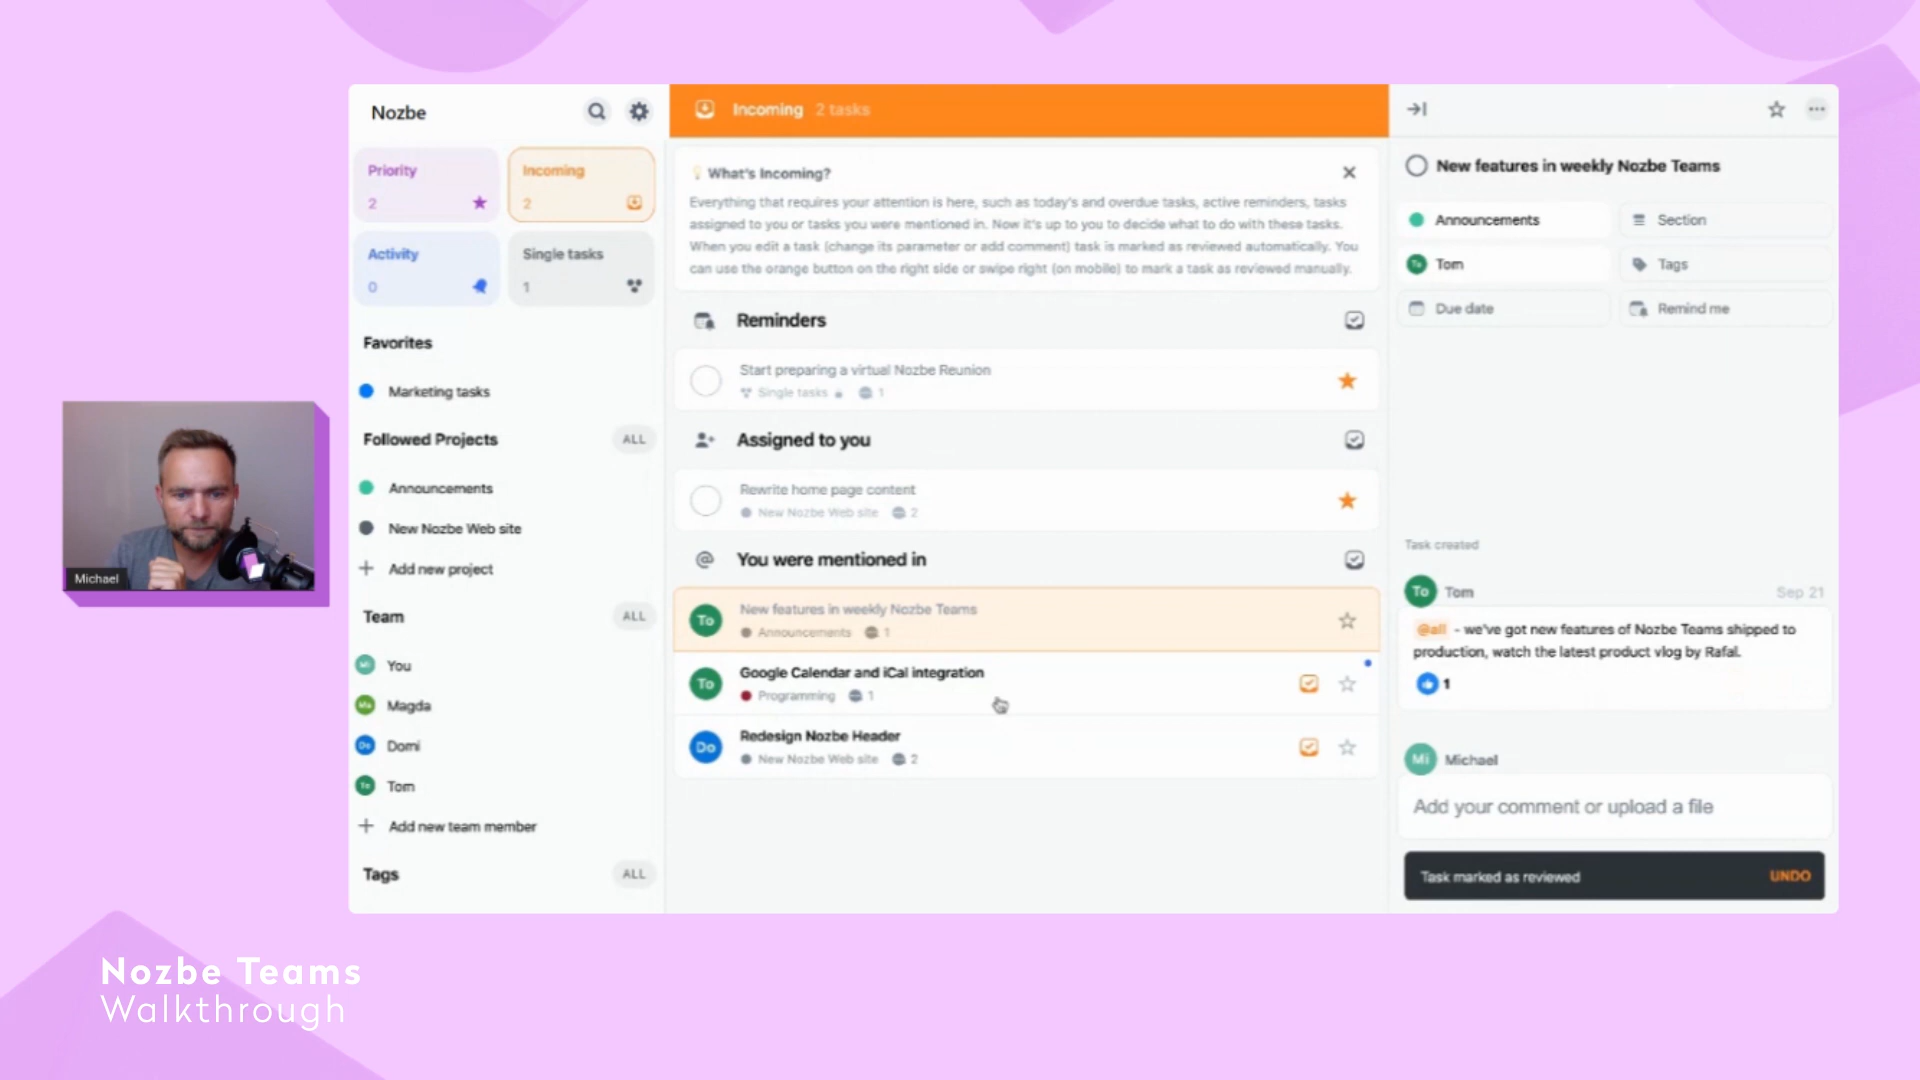 Nozbe
Priority
2
Incoming
2
Activity
0
Single tasks
1
Favorites
Marketing tasks
Followed Projects
ALL
Announcements
New Nozbe Web site
Add new project
Team
ALL
Mi You
Ma Magda
Do Domi
To Tom
Add new team member
Tags
ALL
Incoming 2 tasks
What's Incoming?
Everything that requires your attention is here, such as today's and overdue tasks, active reminders, tasks
assigned to you or tasks you were mentioned in. Now it's up to you to decide what to do with these tasks.
When you edit a task (change its parameter or add comment) task is marked as reviewed automatically. You
can use the orange button on the right side or swipe right (on mobile) to mark a task as reviewed manually.
Reminders
Start preparing a virtual Nozbe Reunion
Single tasks 1
Assigned to you
Rewrite home page content
New Nozbe Web site 2
@ You were mentioned in
To
New features in weekly Nozbe Teams
Announcements 1
To
Google Calendar and iCal integration
Programming 1
Do
Redesign Nozbe Header
New Nozbe Web site 2
New features in weekly Nozbe Teams
Announcements
Section
To Tom
Tags
Due date
Remind me
Task created
To Tom Sep 21
@all - we've got new features of Nozbe Teams shipped to
production, watch the latest product vlog by Rafal.
1
Mi Michael
Add your comment or upload a file
Task marked as reviewed UNDO
Michael
Nozbe Teams
Walkthrough